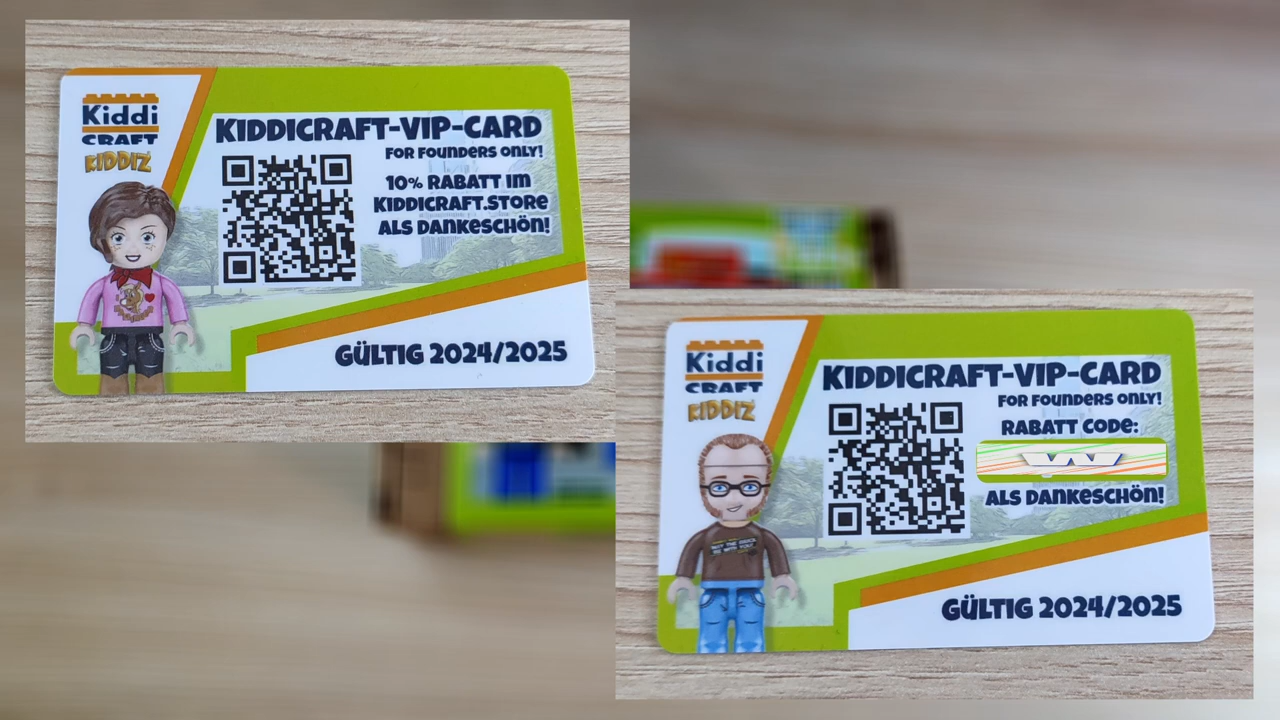 Kiddi
CRAFT
KIDDIZ
KIDDICRAFT-VIP-CARD
FOR FOUNDERS ONLY!
10% RABATT IM
KIDDICRAFT.STORE
ALS DANKESCHÖN!
GÜLTIG 2024/2025
Kiddi
CRAFT
KIDDIZ
KIDDICRAFT-VIP-CARD
FOR FOUNDERS ONLY!
RABATT CODE:
ALS DANKESCHÖN!
GÜLTIG 2024/2025